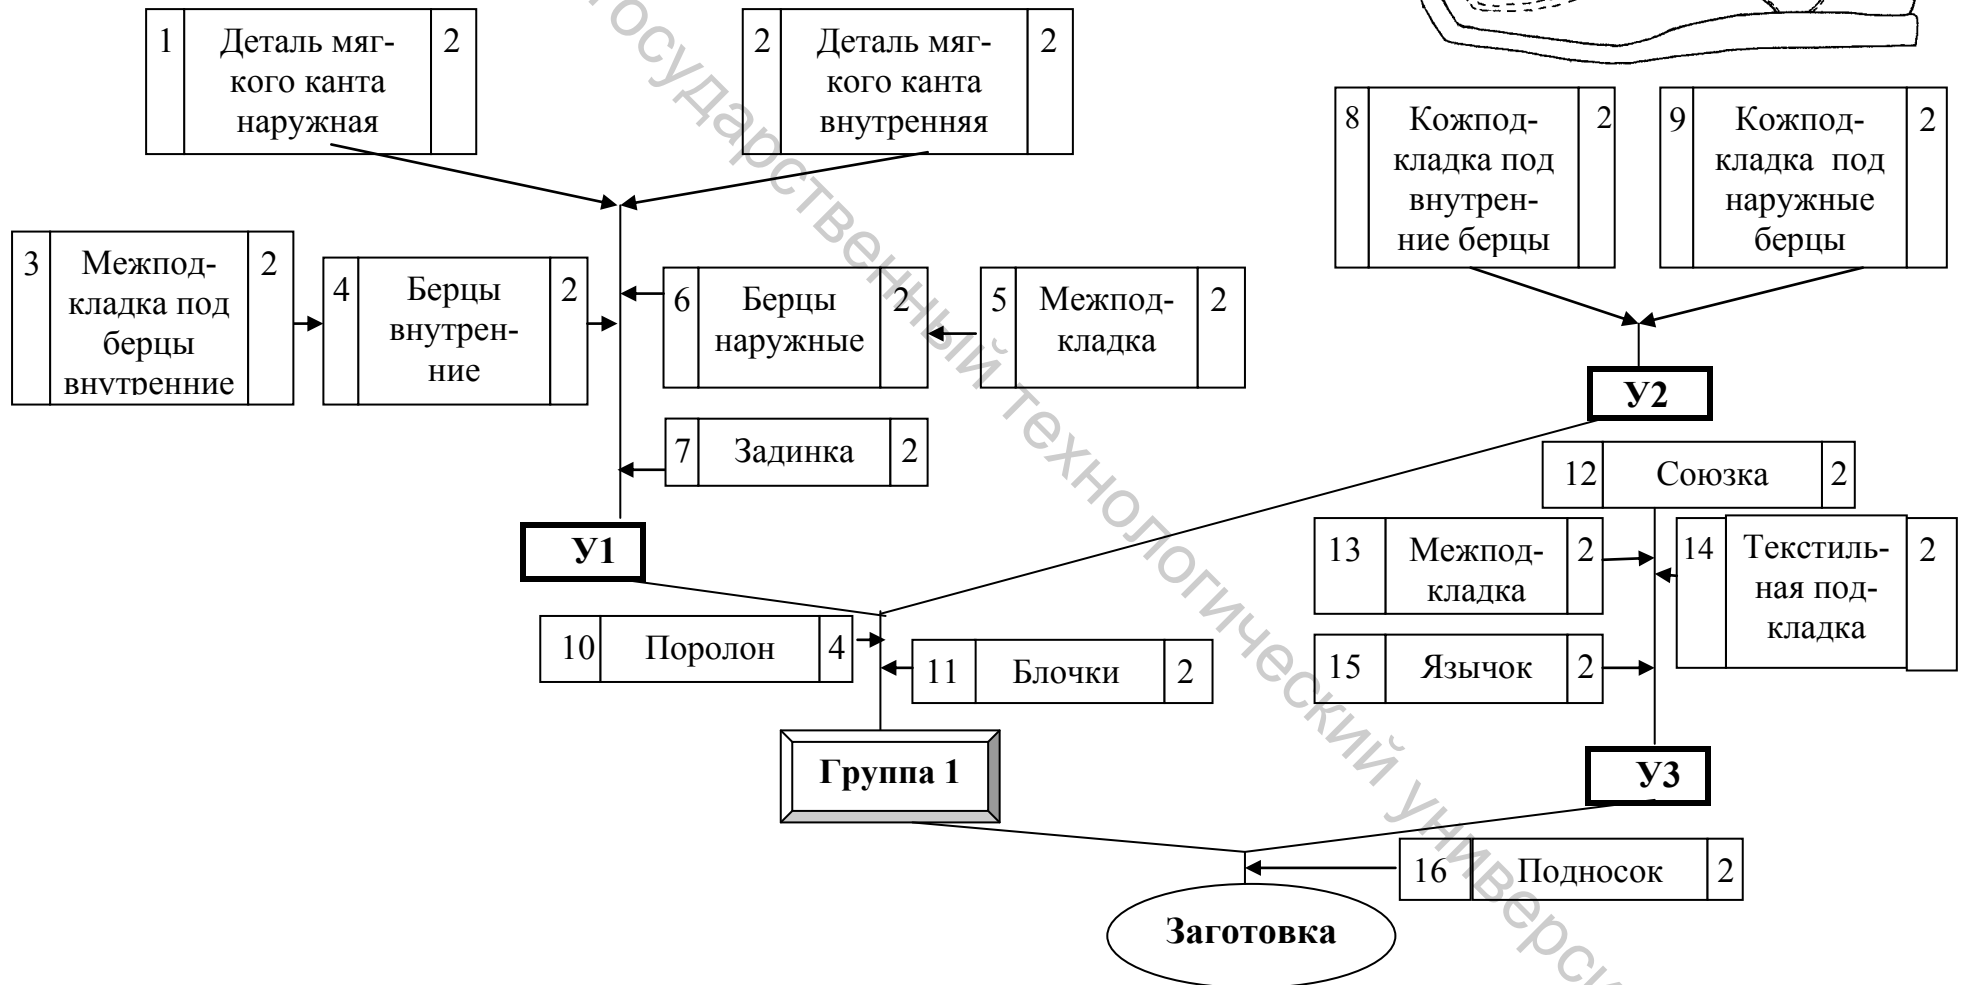 1
Деталь мяг-
кого канта
наружная
2
2
Деталь мяг-
кого канта
внутренняя
2
8
Кожпод-
кладка под
внутрен-
ние берцы
2
9
Кожпод-
кладка под
наружные
берцы
2
3
Межпод-
кладка под
берцы
внутренние
2
4
Берцы
внутрен-
ние
2
6
Берцы
наружные
2
5
Межпод-
кладка
2
7
Задинка
2
У2
12
Союзка
2
У1
13
Межпод-
кладка
2
14
Текстиль-
ная под-
кладка
2
10
Поролон
4
11
Блочки
2
15
Язычок
2
Группа 1
У3
16
Подносок
2
Заготовка
государственный технологический